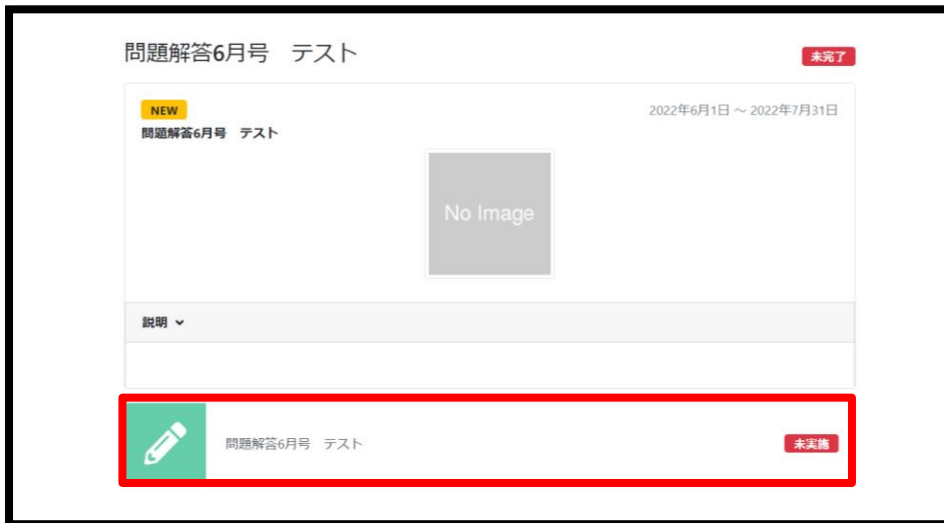 問題解答6月号　テスト
未完了
NEW
2022年6月1日 ～ 2022年7月31日
問題解答6月号　テスト
No Image
説明
問題解答6月号　テスト
未実施